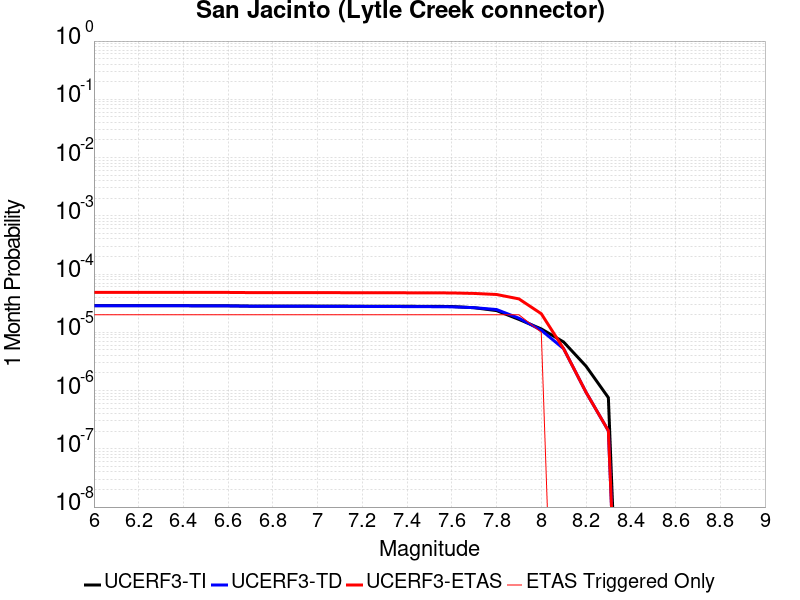 San Jacinto (Lytle Creek connector)
10^0
10^-1
10^-2
10^-3
10^-4
10^-5
10^-6
10^-7
10^-8
1 Month Probability
6 6.2 6.4 6.6 6.8 7 7.2 7.4 7.6 7.8 8 8.2 8.4 8.6 8.8 9
Magnitude
UCERF3-TI UCERF3-TD UCERF3-ETAS ETAS Triggered Only